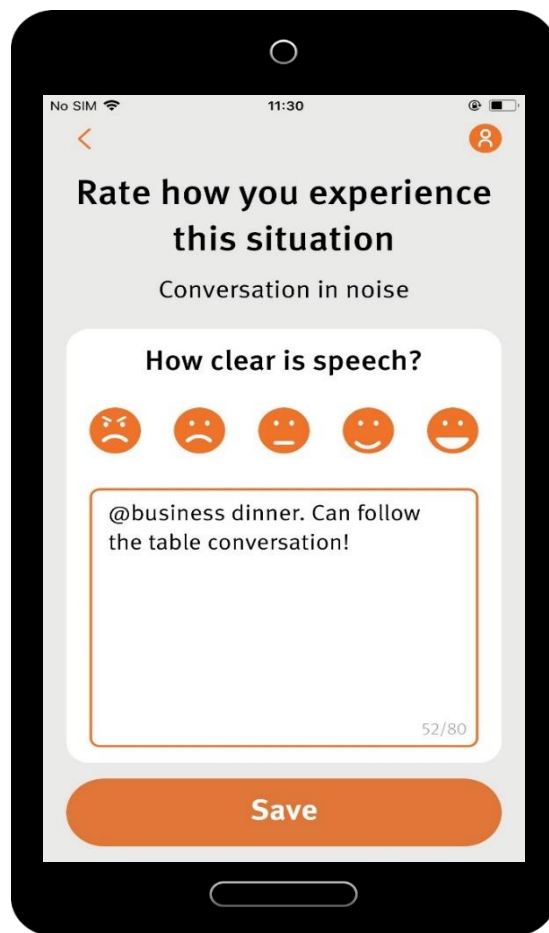 No SIM 11:30
Rate how you experience
this situation
Conversation in noise
How clear is speech?
@business dinner. Can follow
the table conversation!
52/80
Save